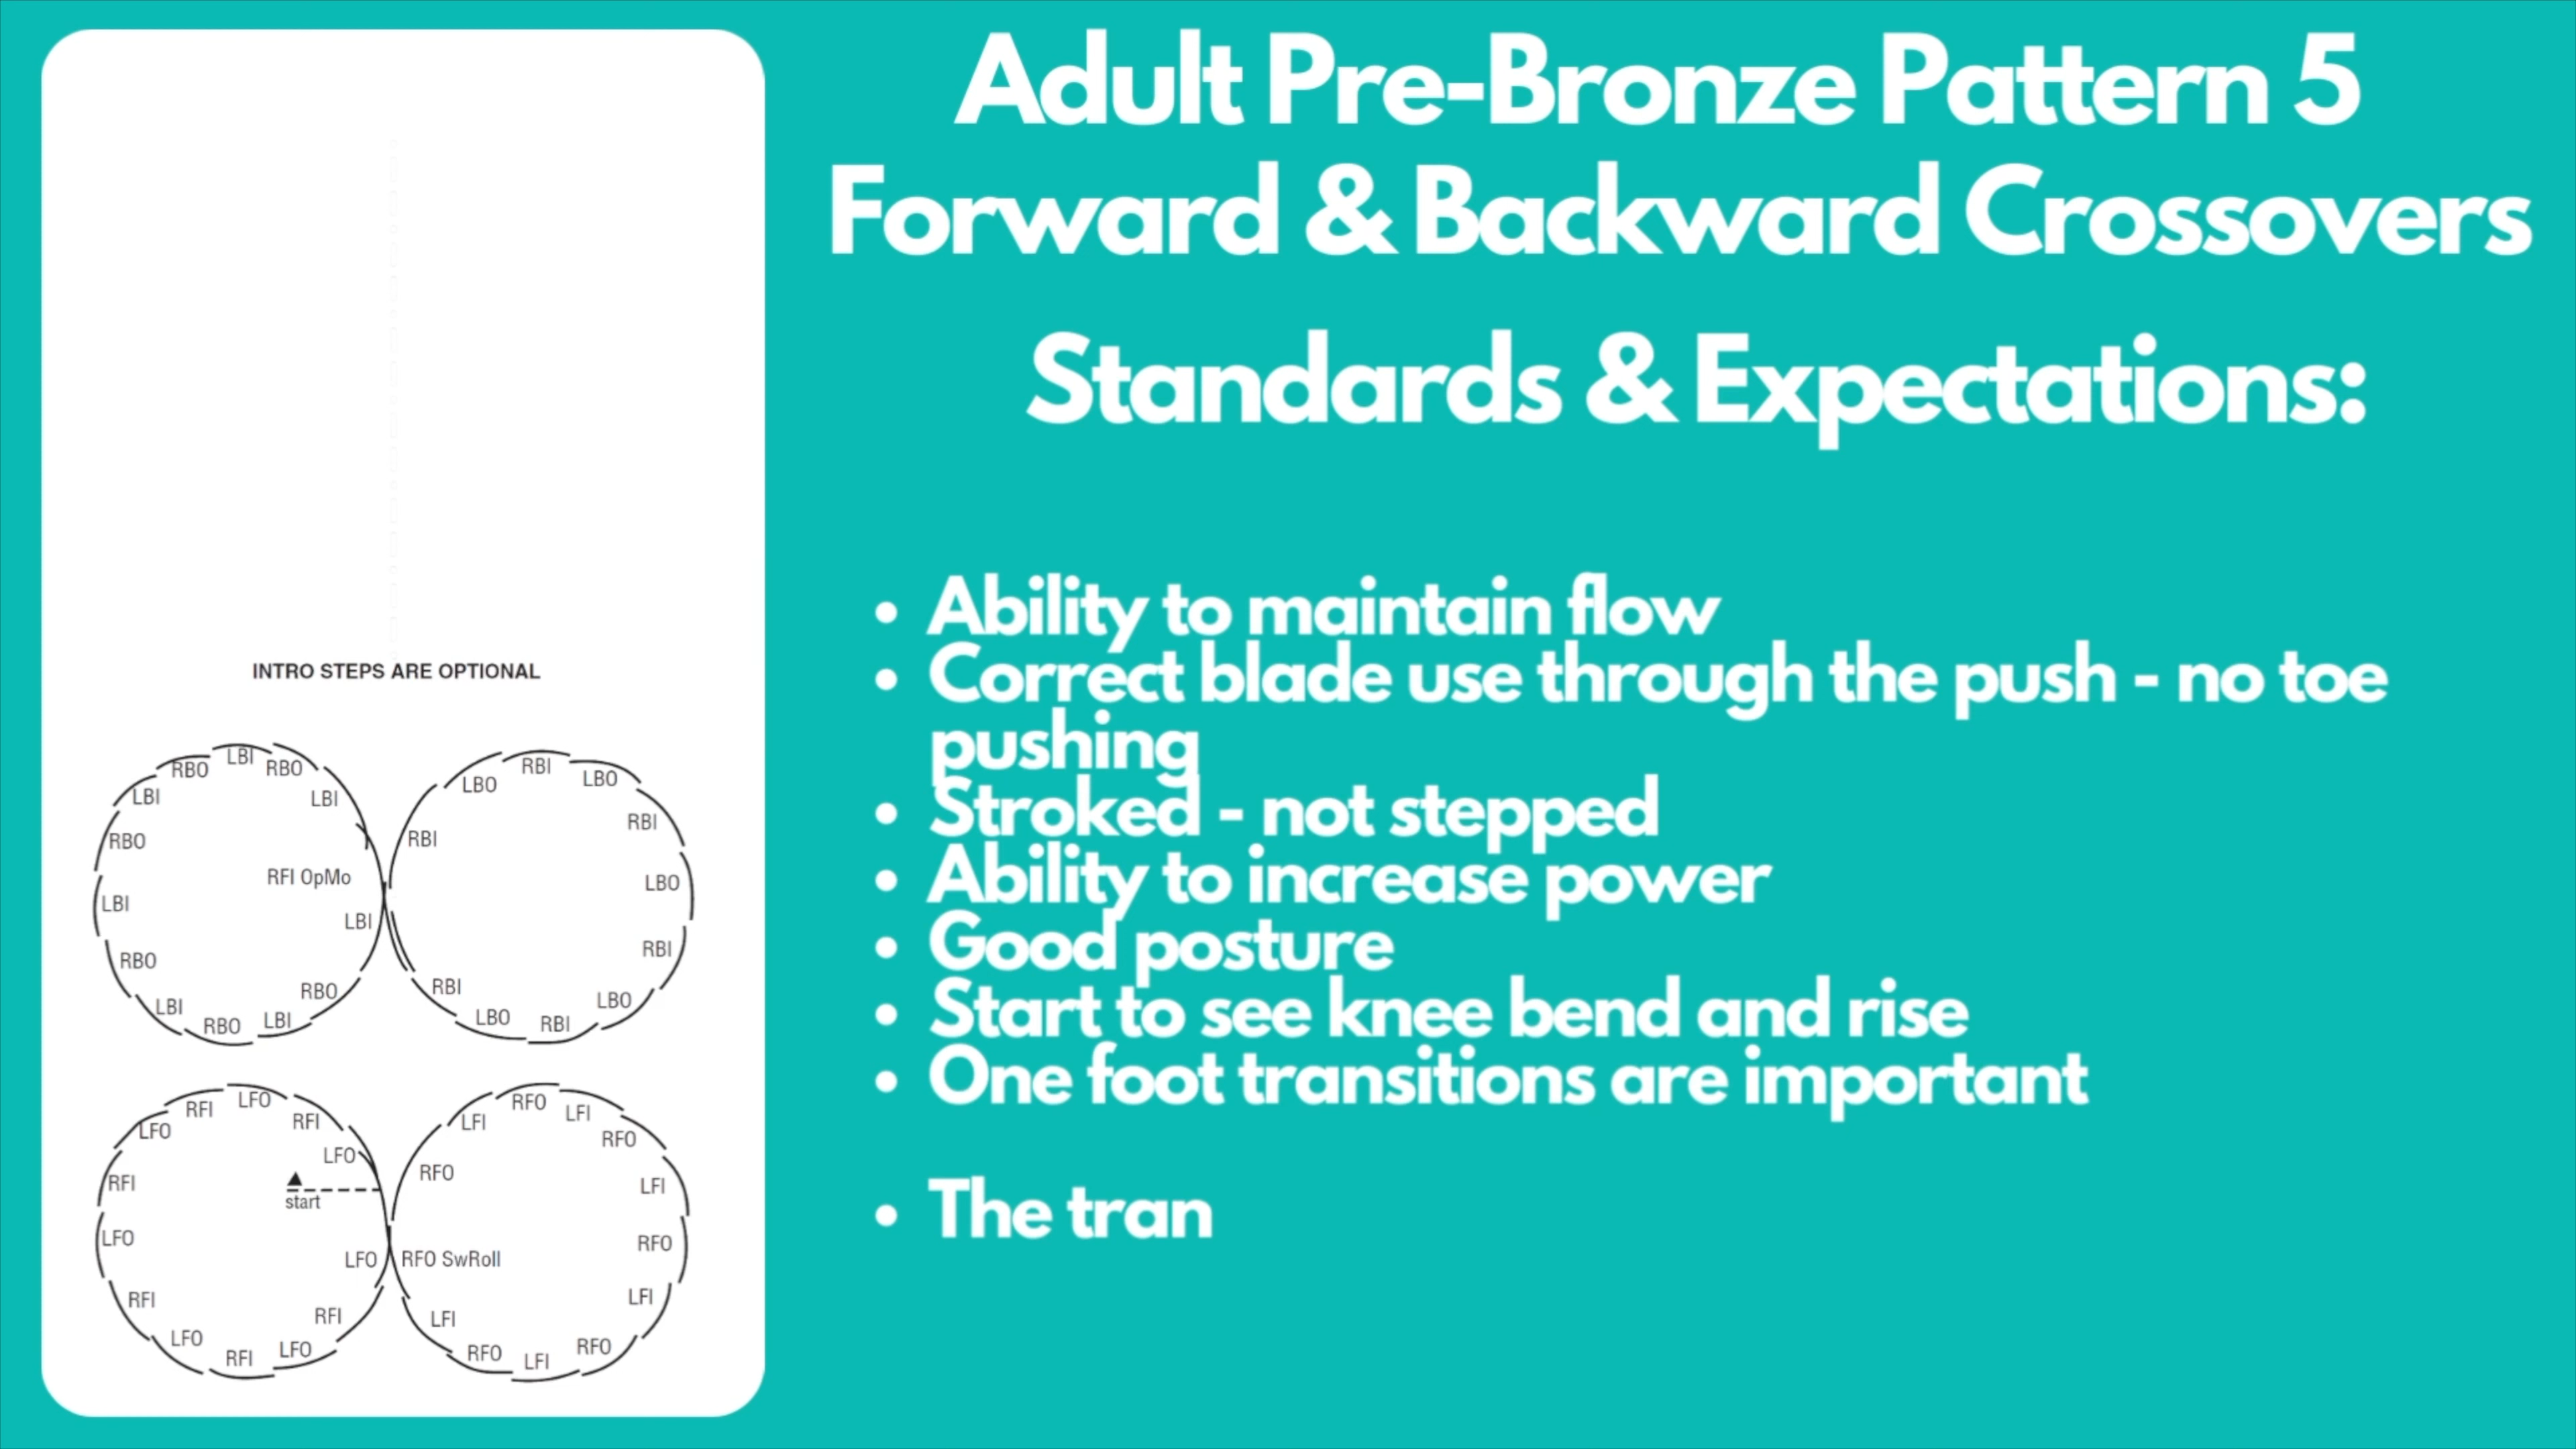 Adult Pre-Bronze Pattern 5
Forward & Backward Crossovers
Standards & Expectations:
• Ability to maintain flow
• Correct blade use through the push - no toe
pushing
• Stroked - not stepped
• Ability to increase power
• Good posture
• Start to see knee bend and rise
• One foot transitions are important
• The tran
INTRO STEPS ARE OPTIONAL
RBO
LBI
RBO
LBI
LBI
RBO
RFI OpMo
LBI
LBI
RBO
RBO
LBI
RBO
LBI
LBO
RBI
LBO
RBI
RBI
LBO
RBI
RBI
LBO
LBO
RBI
RFI
LFO
RFI
LFO
LFO
RFI
start
LFO
LFO
RFI
RFI
LFO
RFI
LFO
RFO
LFI
LFI
RFO
RFO
LFI
RFO
RFO SwRoll
LFI
LFI
RFO
RFO
LFI